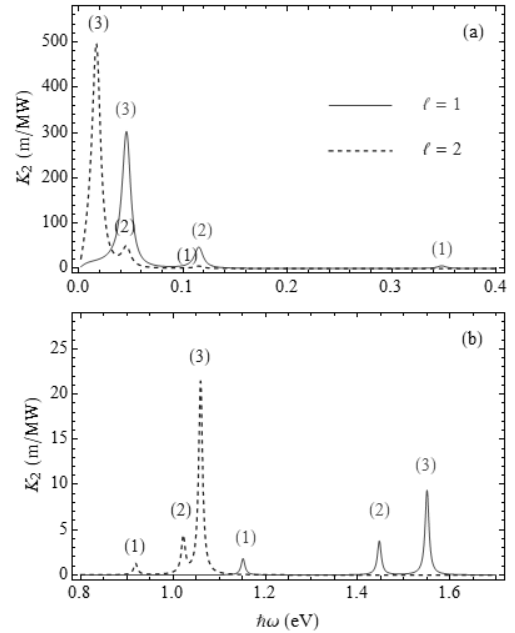 (3)
(a)
500
400
(3)
ℓ = 1
300
ℓ = 2
K₂ (m/MW)
200
(2)
(2)
100
(1)
(1)
0
0.0 0.1 0.2 0.3 0.4
(b)
25
(3)
20
K₂ (m/MW)
15
(3)
10
(2)
(2)
5
(1)
(1)
0
0.8 1.0 1.2 1.4 1.6
ℏω (eV)